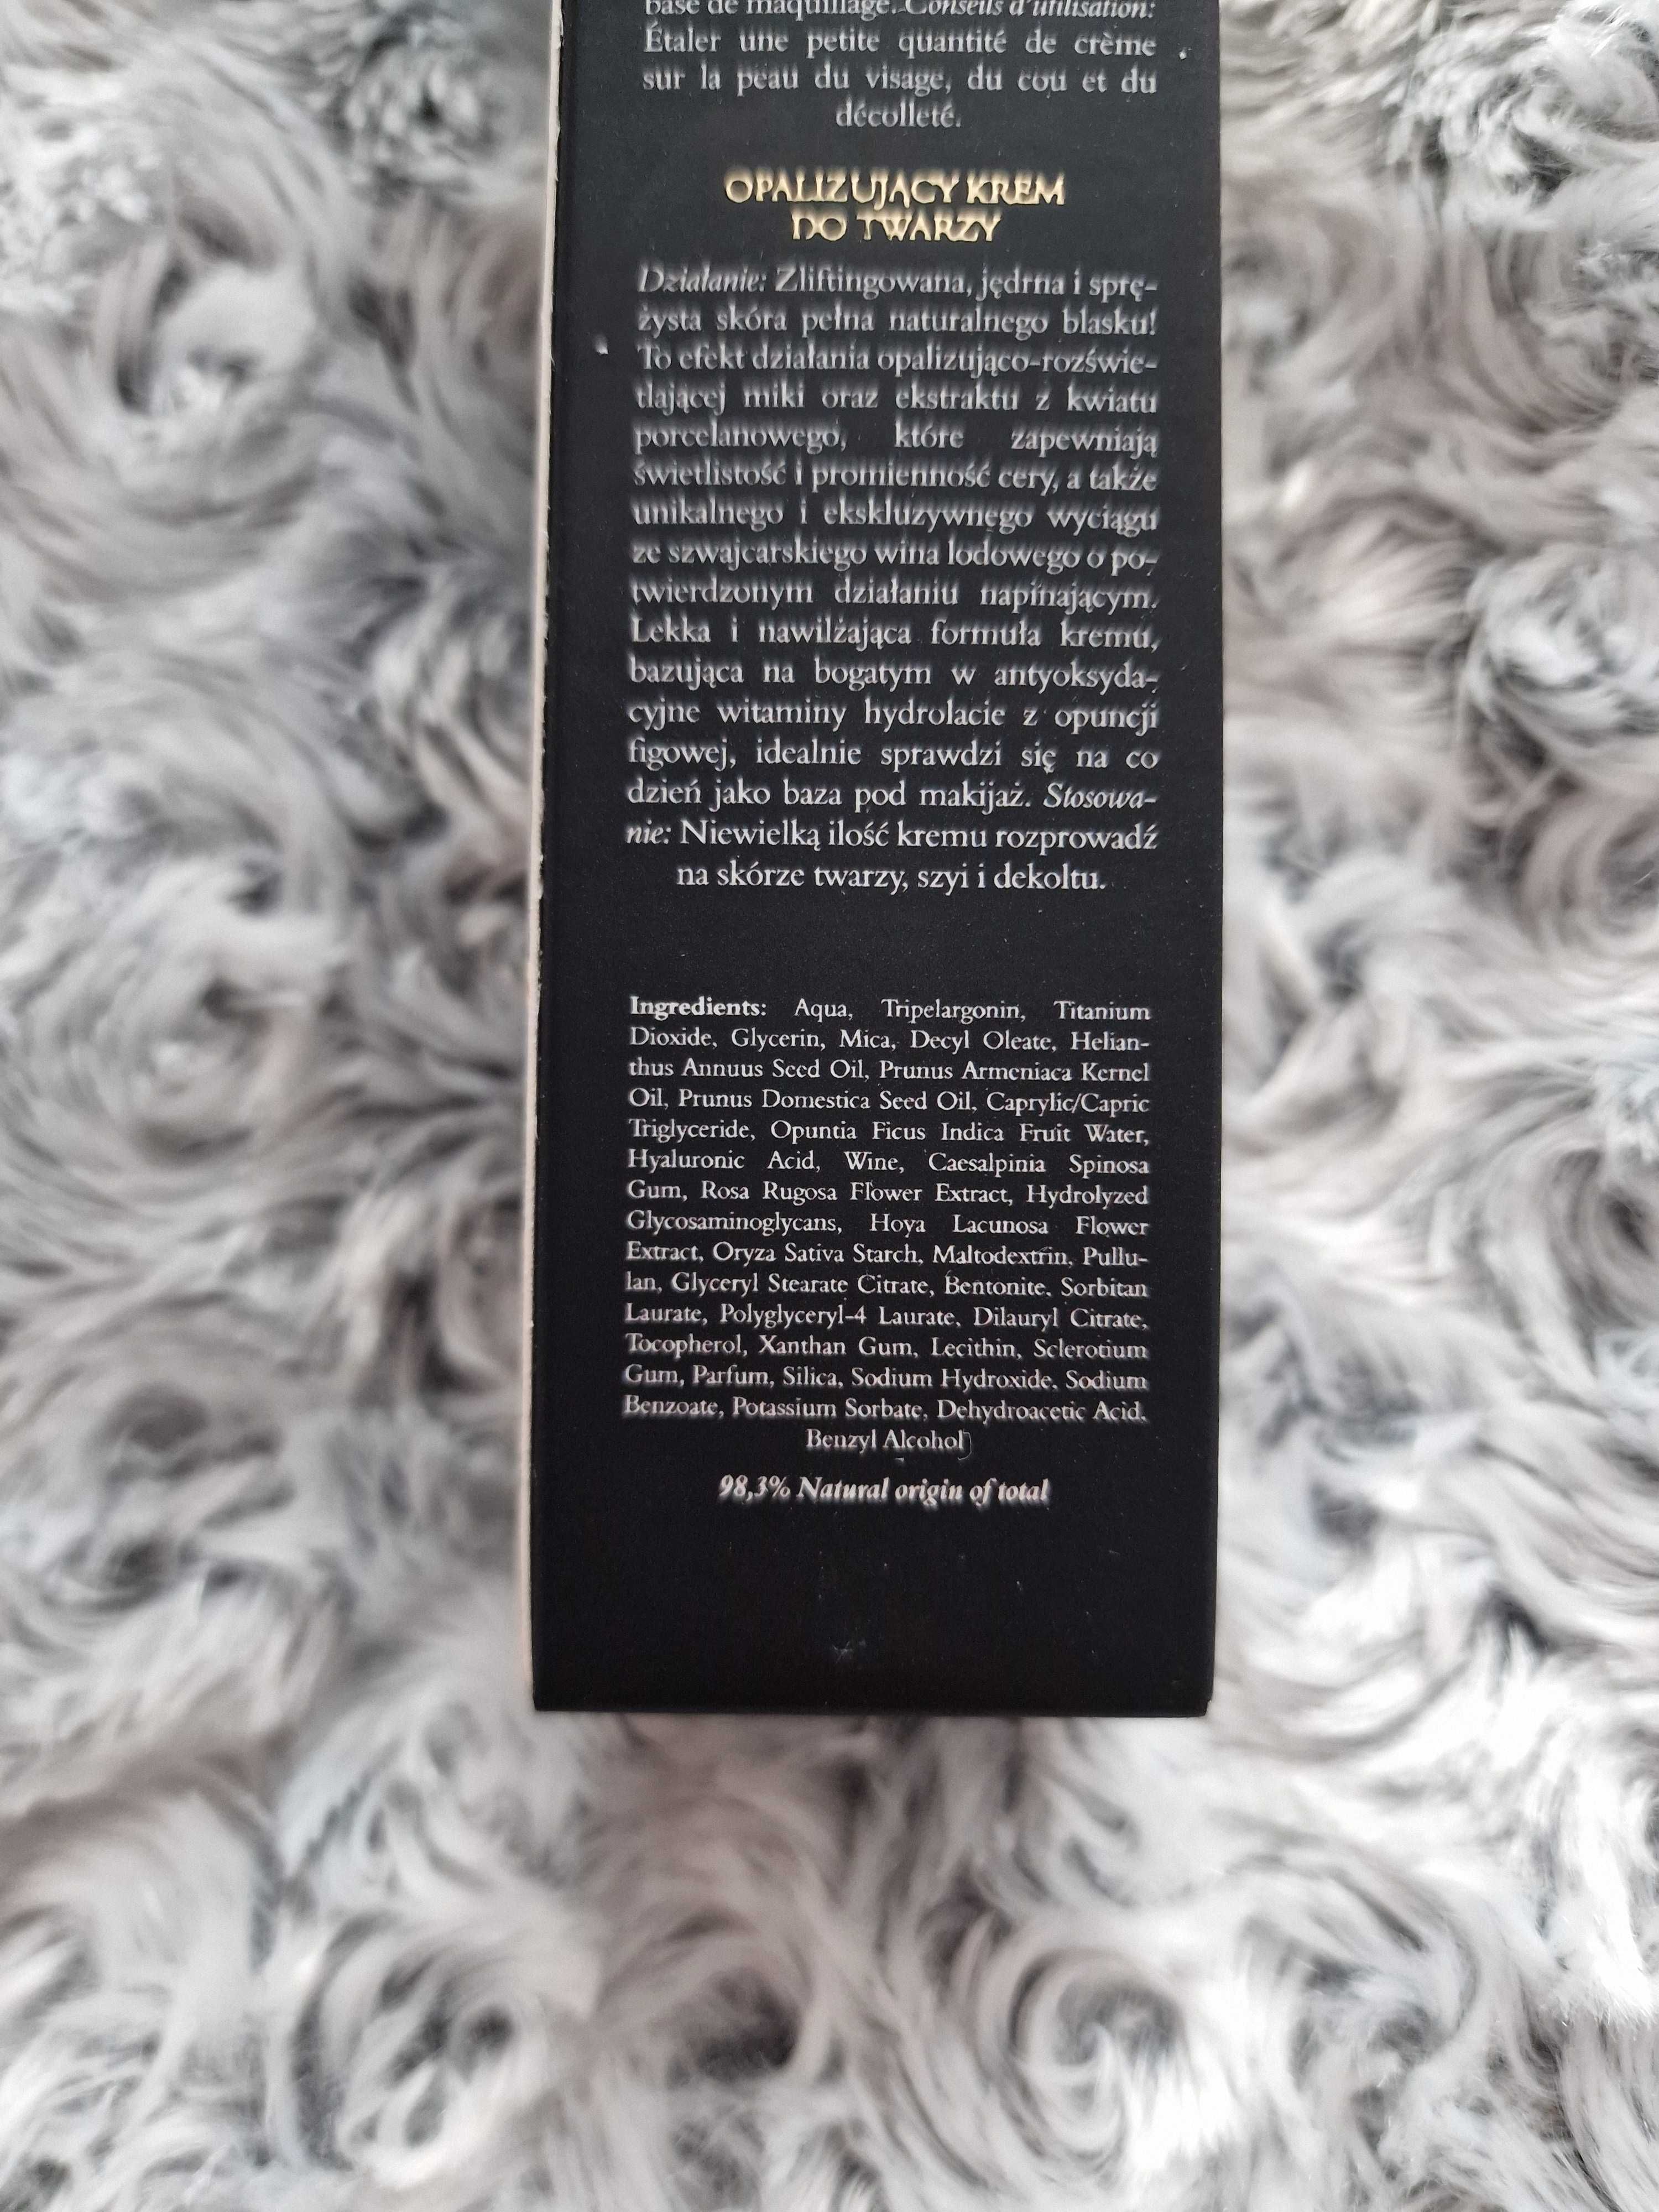 base de maquillage. Conseils d'utilisation:
Étaler une petite quantité de crème
sur la peau du visage, du cou et du
décolleté.
OPALIZUJĄCY KREM
DO TWARZY
Działanie: Zliftingowana, jędrna i sprę-
żysta skóra pełna naturalnego blasku!
To efekt działania opalizująco-rozświe-
tlającej miki oraz ekstraktu z kwiatu
porcelanowego, które zapewniają
świetlistość i promienność cery, a także
unikalnego i ekskluzywnego wyciągu
ze szwajcarskiego wina lodowego o po-
twierdzonym działaniu napinającym.
Lekka i nawilżająca formuła kremu,
bazująca na bogatym w antyoksyda-
cyjne witaminy hydrolacie z opuncji
figowej, idealnie sprawdzi się na co
dzień jako baza pod makijaż. Stosowa-
nie: Niewielką ilość kremu rozprowadź
na skórze twarzy, szyi i dekoltu.
Ingredients: Aqua, Tripelargonin, Titanium
Dioxide, Glycerin, Mica, Decyl Oleate, Helian-
thus Annuus Seed Oil, Prunus Armeniaca Kernel
Oil, Prunus Domestica Seed Oil, Caprylic/Capric
Triglyceride, Opuntia Ficus Indica Fruit Water,
Hyaluronic Acid, Wine, Caesalpinia Spinosa
Gum, Rosa Rugosa Flower Extract, Hydrolyzed
Glycosaminoglycans, Hoya Lacunosa Flower
Extract, Oryza Sativa Starch, Maltodextrin, Pullu-
lan, Glyceryl Stearate Citrate, Bentonite, Sorbitan
Laurate, Polyglyceryl-4 Laurate, Dilauryl Citrate,
Tocopherol, Xanthan Gum, Lecithin, Sclerotium
Gum, Parfum, Silica, Sodium Hydroxide, Sodium
Benzoate, Potassium Sorbate, Dehydroacetic Acid,
Benzyl Alcohol
98,3% Natural origin of total